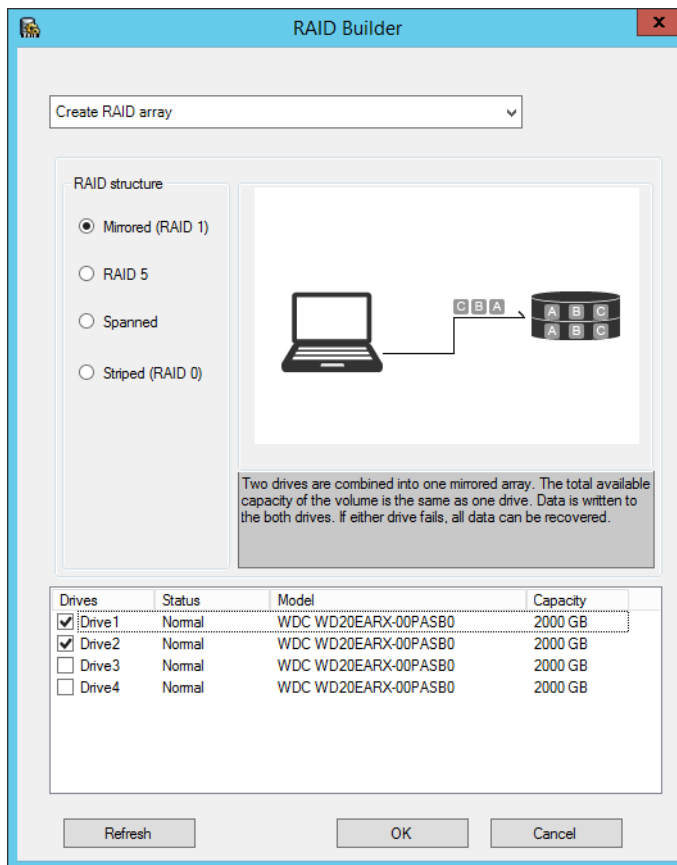 RAID Builder
x
Create RAID array
RAID structure
Mirrored (RAID 1)
RAID 5
Spanned
Striped (RAID 0)
C B A
A B C
A B C
Two drives are combined into one mirrored array. The total available
capacity of the volume is the same as one drive. Data is written to
the both drives. If either drive fails, all data can be recovered.
Drives Status Model Capacity
Drive1 Normal WDC WD20EARX-00PASB0 2000 GB
Drive2 Normal WDC WD20EARX-00PASB0 2000 GB
Drive3 Normal WDC WD20EARX-00PASB0 2000 GB
Drive4 Normal WDC WD20EARX-00PASB0 2000 GB
Refresh OK Cancel